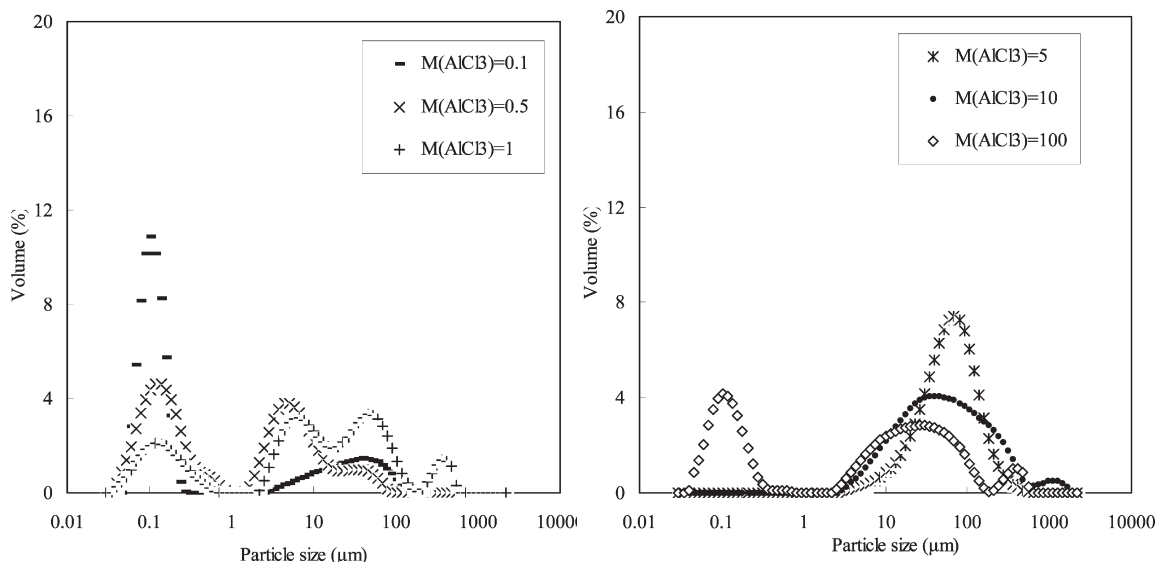 20
16
12
8
4
0
Volume (%)
M(AlCl3)=0.1
M(AlCl3)=0.5
M(AlCl3)=1
0.01 0.1 1 10 100 1000 10000
Particle size (µm)
20
16
12
8
4
0
Volume (%)
M(AlCl3)=5
M(AlCl3)=10
M(AlCl3)=100
0.01 0.1 1 10 100 1000 10000
Particle size (µm)